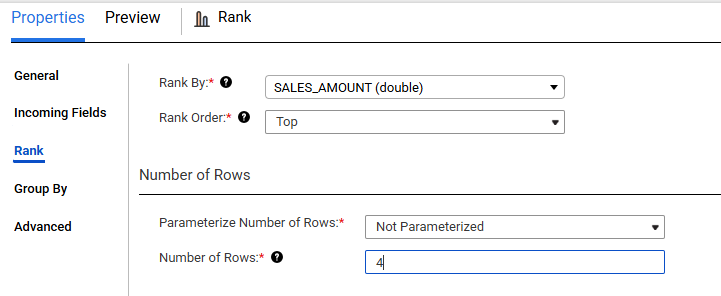 Properties Preview Rank
General
Incoming Fields
Rank
Group By
Advanced
Rank By:* ? SALES_AMOUNT (double)
Rank Order:* ? Top
Number of Rows
Parameterize Number of Rows:* Not Parameterized
Number of Rows:* ? 4